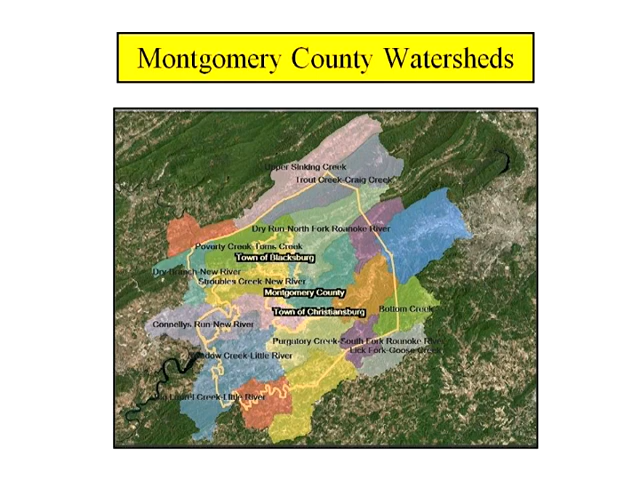 Montgomery County Watersheds
Upper Sinking Creek
Trout Creek-Craig Creek
Dry Run-North Fork Roanoke River
Poverty Creek-Toms Creek
Town of Blacksburg
Dry Branch-New River
Stroubles Creek-New River
Montgomery County
Bottom Creek
Town of Christiansburg
Connellys Run-New River
Purgutory Creek-South Fork Roanoke River
Lick Fork-Goose Creek
Meadow Creek-Little River
Laurel Creek-Little River